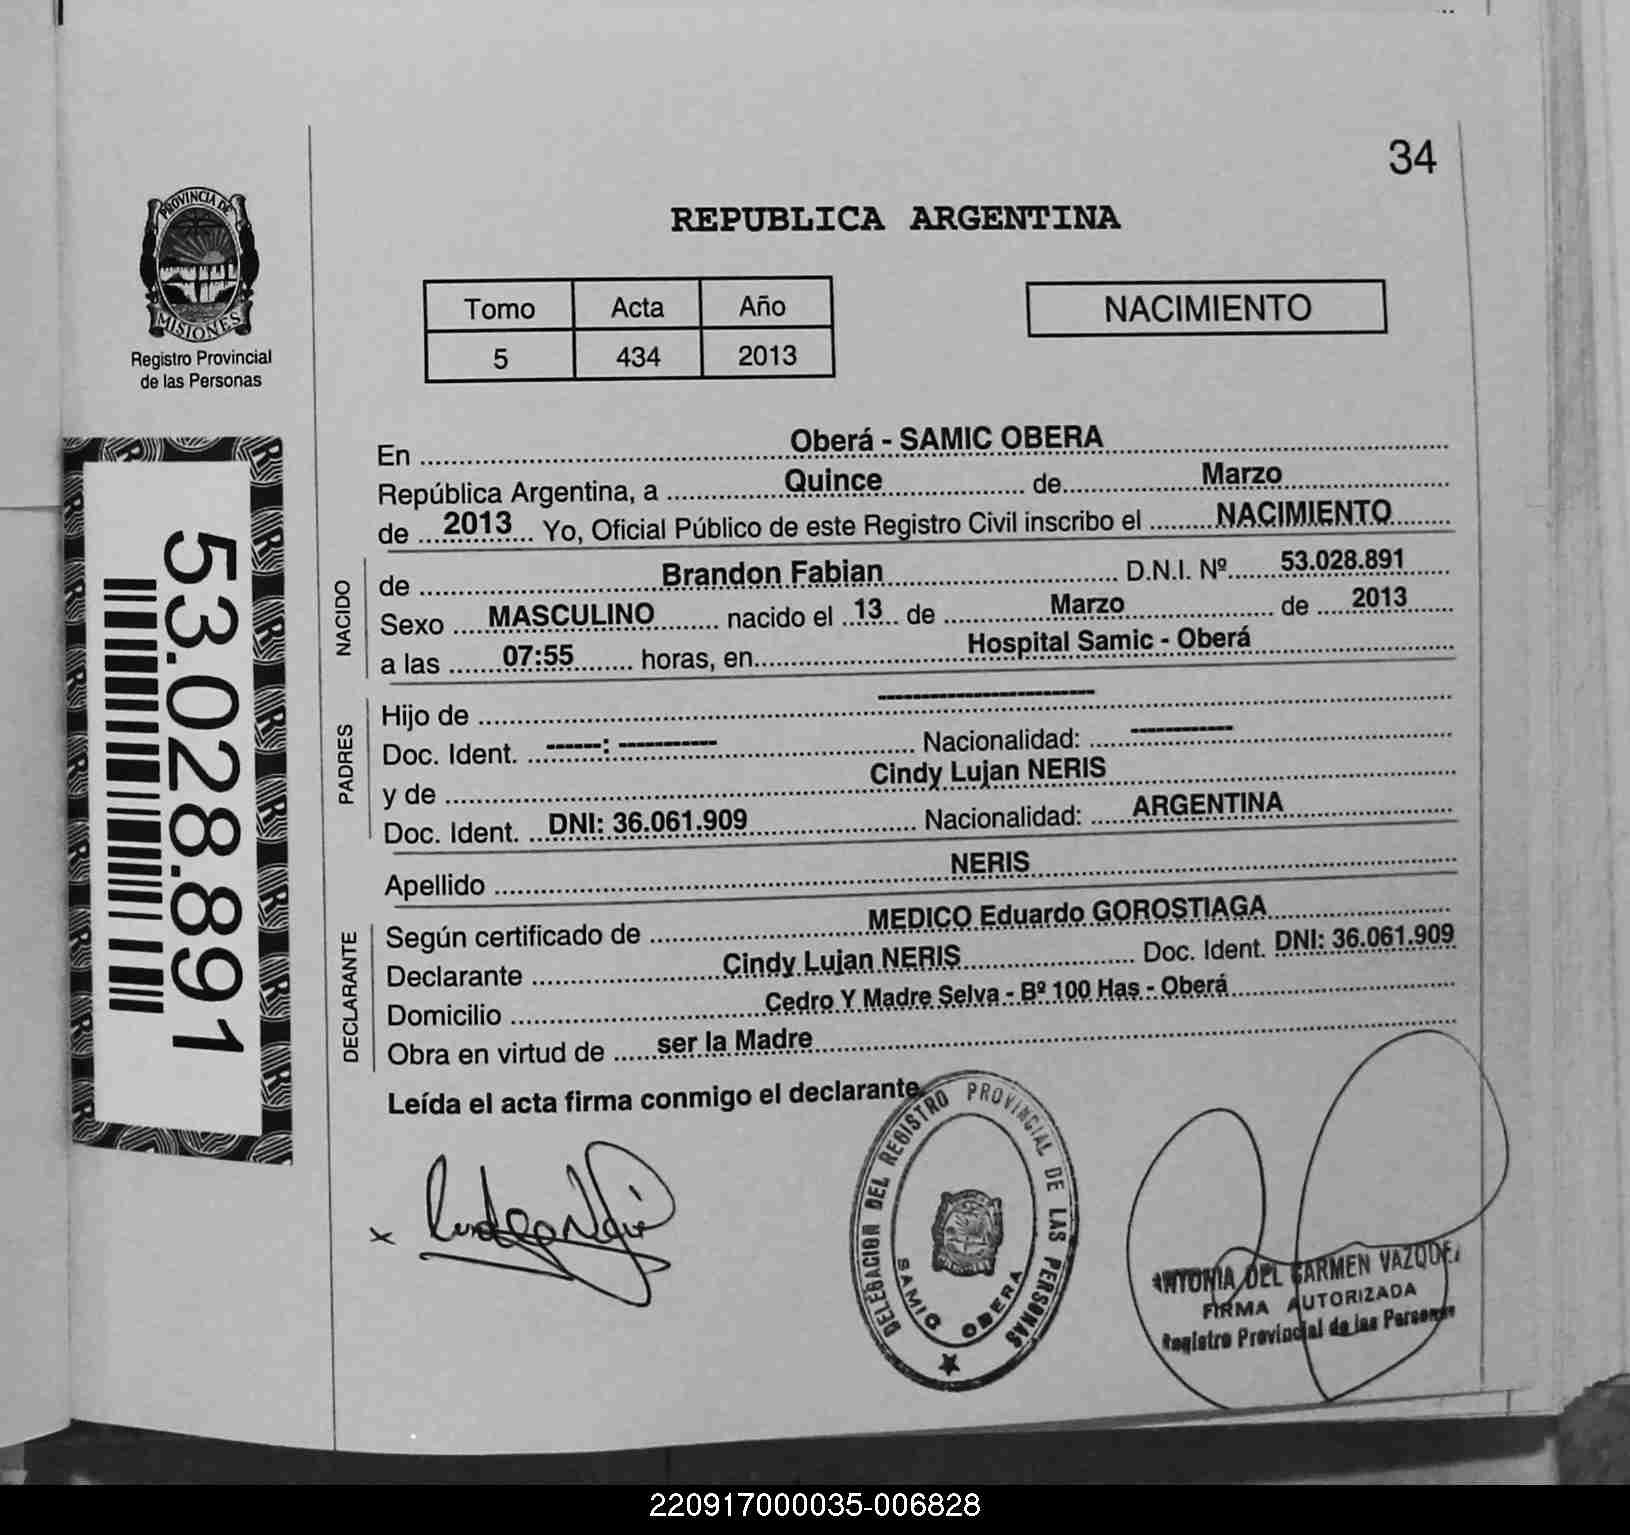 34
PROVINCIA DE
MISIONES
Registro Provincial
de las Personas
REPUBLICA ARGENTINA
Tomo Acta Año
5 434 2013
NACIMIENTO
53.028.891
En Oberá - SAMIC OBERA
República Argentina, a Quince de Marzo
de 2013 Yo, Oficial Público de este Registro Civil inscribo el NACIMIENTO
NACIDO
de Brandon Fabian D.N.I. Nº 53.028.891
Sexo MASCULINO nacido el 13 de Marzo de 2013
a las 07:55 horas, en Hospital Samic - Oberá
PADRES
Hijo de ------------------------
Doc. Ident. ------: ----------- Nacionalidad: -----------
y de Cindy Lujan NERIS
Doc. Ident. DNI: 36.061.909 Nacionalidad: ARGENTINA
Apellido NERIS
DECLARANTE
Según certificado de MEDICO Eduardo GOROSTIAGA
Declarante Cindy Lujan NERIS Doc. Ident. DNI: 36.061.909
Domicilio Cedro Y Madre Selva - Bº 100 Has - Oberá
Obra en virtud de ser la Madre
Leída el acta firma conmigo el declarante
x
DELEGACION DEL REGISTRO PROVINCIAL DE LAS PERSONAS
SAMIC OBERA
ANTONIA DEL CARMEN VAZQUEZ
FIRMA AUTORIZADA
Registro Provincial de las Personas
220917000035-006828